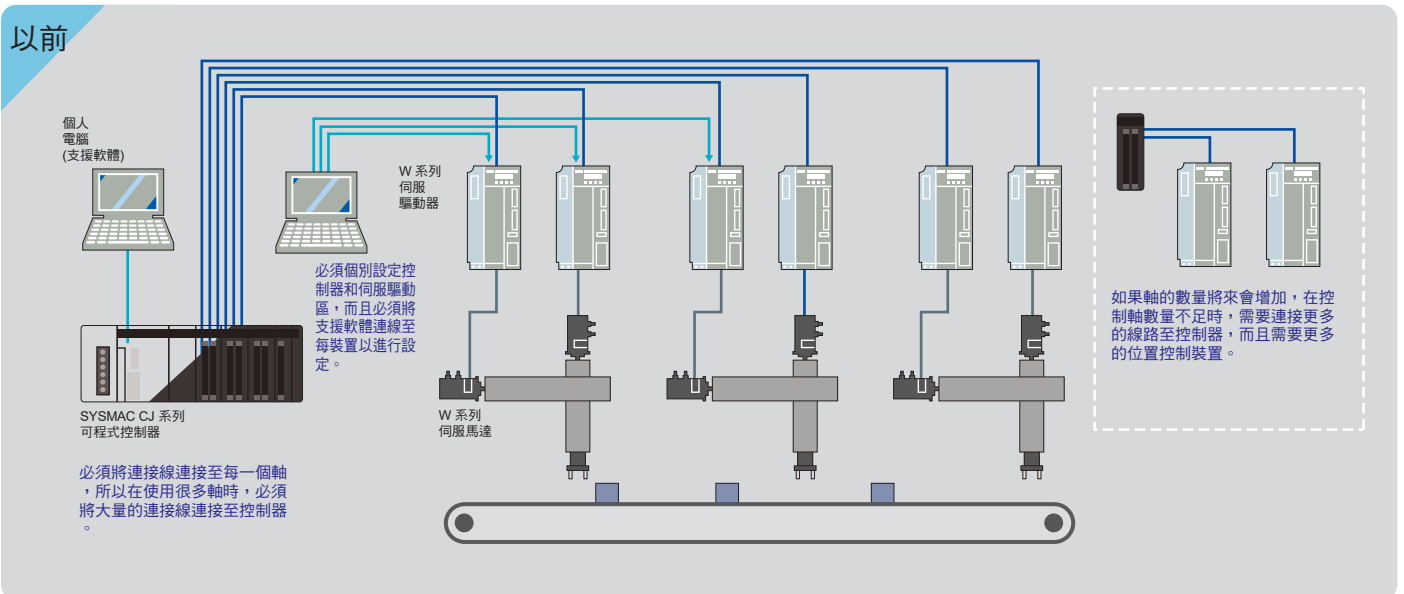 以前
個人
電腦
(支援軟體)
W 系列
伺服
驅動器
必須個別設定控
制器和伺服驅動
區，而且必須將
支援軟體連線至
每裝置以進行設
定。
如果軸的數量將來會增加，在控
制軸數量不足時，需要連接更多
的線路至控制器，而且需要更多
的位置控制裝置。
SYSMAC CJ 系列
可程式控制器
W 系列
伺服馬達
必須將連接線連接至每一個軸
，所以在使用很多軸時，必須
將大量的連接線連接至控制器
。